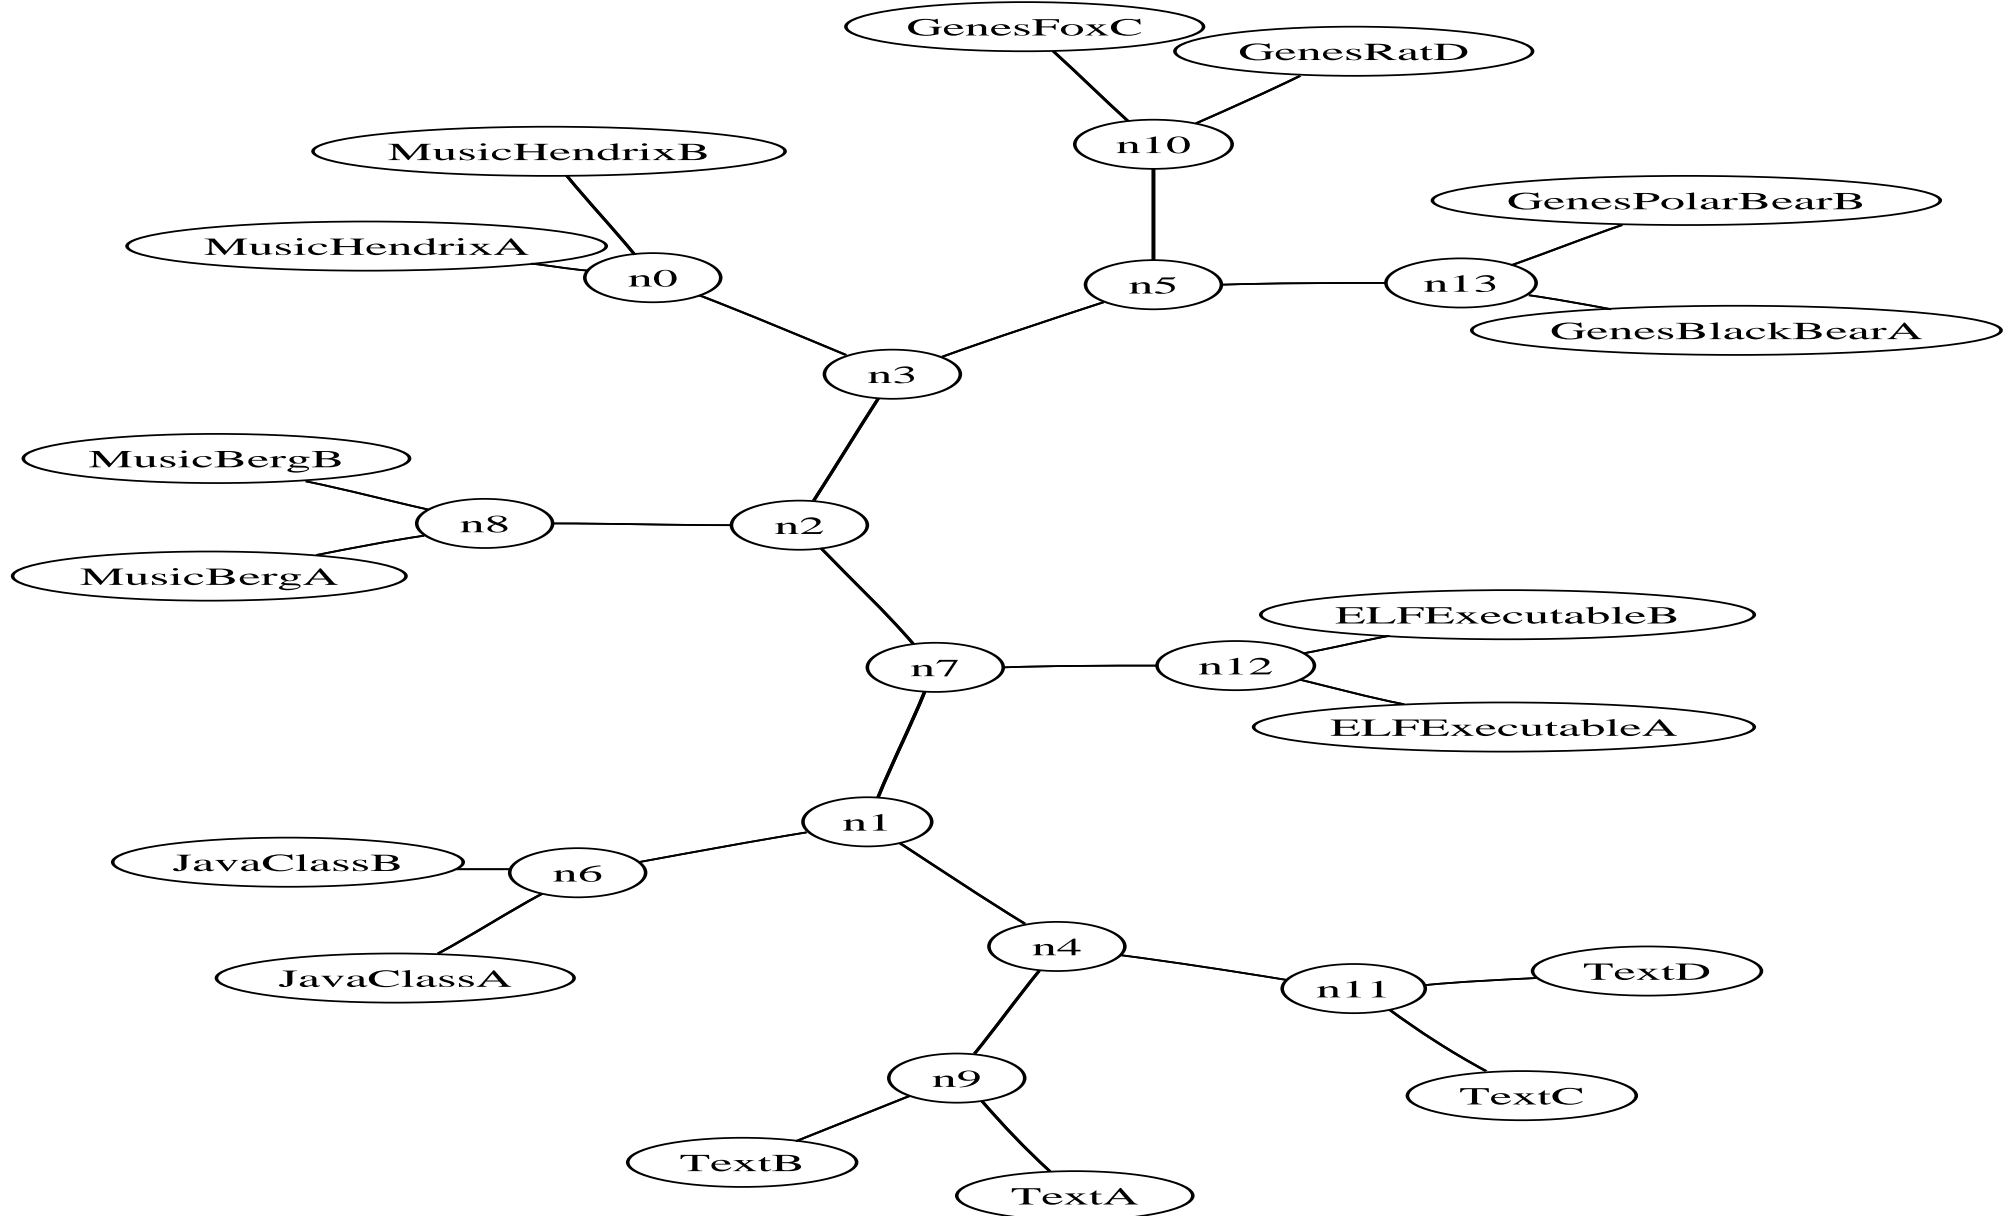 GenesFoxC
GenesRatD
n10
MusicHendrixB
GenesPolarBearB
MusicHendrixA
n0
n5
n13
GenesBlackBearA
n3
MusicBergB
n8
n2
MusicBergA
ELFExecutableB
n7
n12
ELFExecutableA
n1
JavaClassB
n6
n4
JavaClassA
n11
TextD
n9
TextC
TextB
TextA